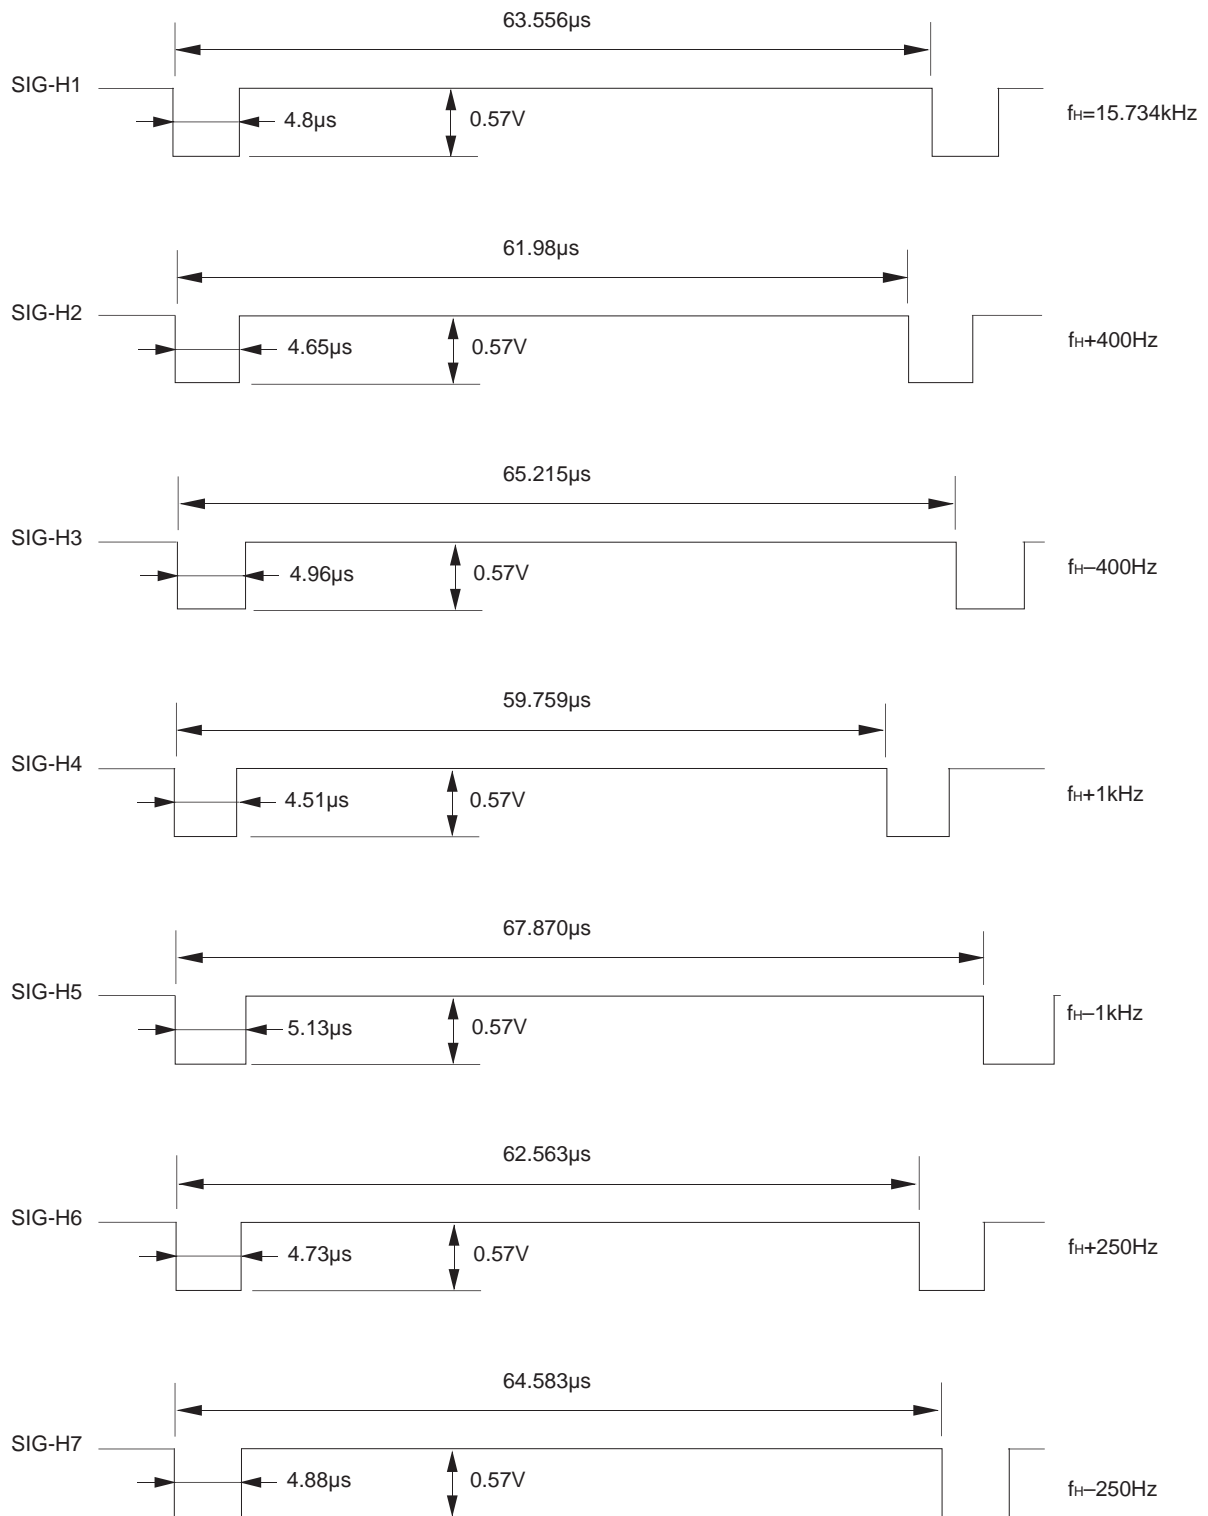 63.556µs
SIG-H1
4.8µs
0.57V
fH=15.734kHz
61.98µs
SIG-H2
4.65µs
0.57V
fH+400Hz
65.215µs
SIG-H3
4.96µs
0.57V
fH–400Hz
59.759µs
SIG-H4
4.51µs
0.57V
fH+1kHz
67.870µs
SIG-H5
5.13µs
0.57V
fH–1kHz
62.563µs
SIG-H6
4.73µs
0.57V
fH+250Hz
64.583µs
SIG-H7
4.88µs
0.57V
fH–250Hz